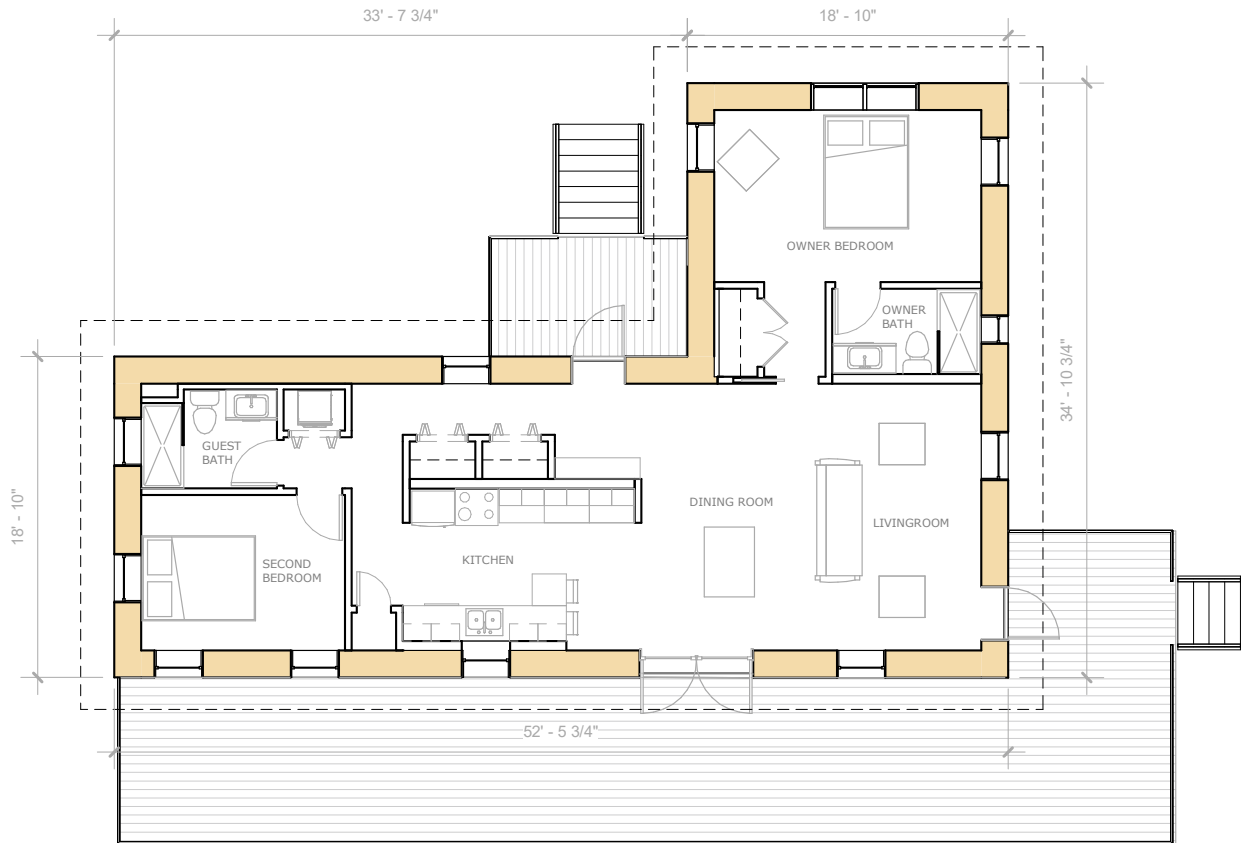 33' - 7 3/4"
18' - 10"
OWNER BEDROOM
OWNER
BATH
34' - 10 3/4"
18' - 10"
GUEST
BATH
DINING ROOM
LIVINGROOM
KITCHEN
SECOND
BEDROOM
52' - 5 3/4"